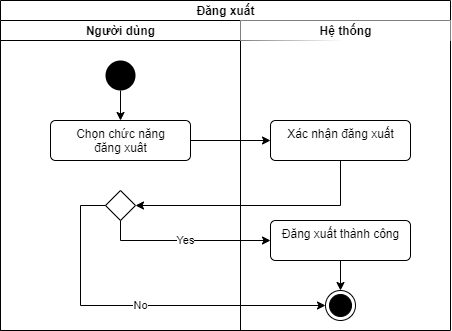 Đăng xuất
Người dùng
Hệ thống
Chọn chức năng
đăng xuât
Xác nhận đăng xuất
Đăng xuất thành công
Yes
No